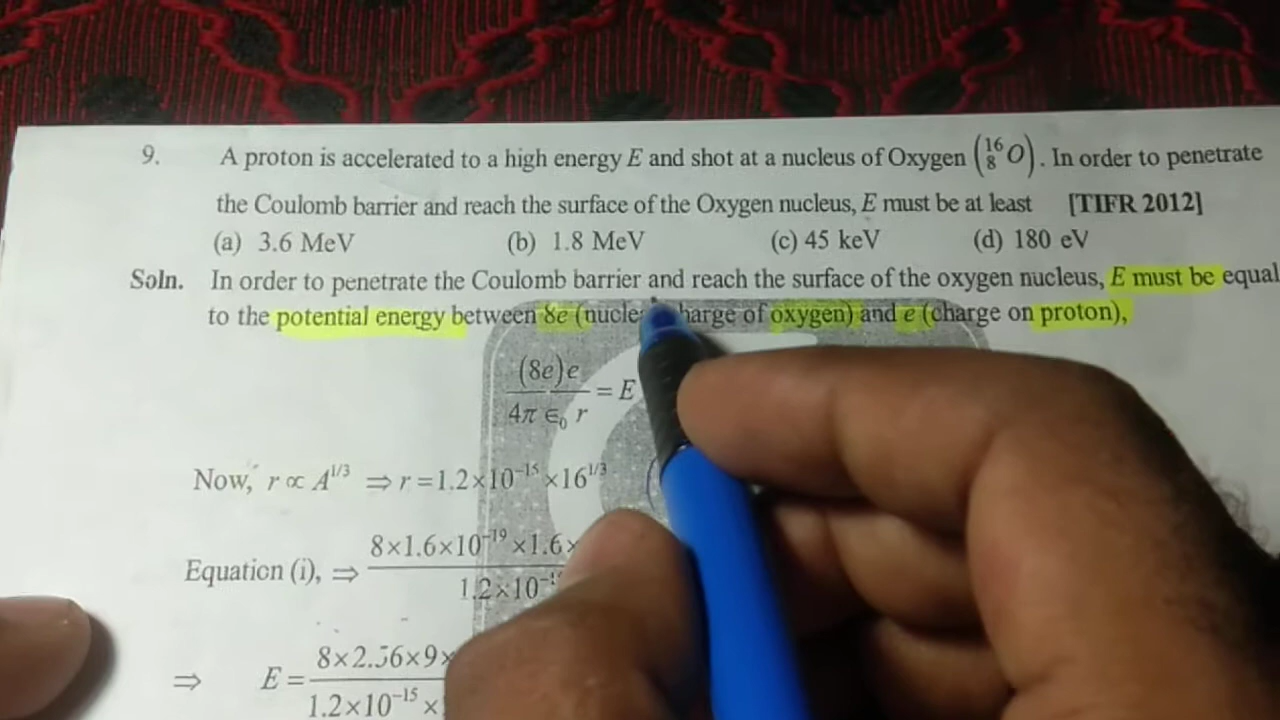 9. A proton is accelerated to a high energy E and shot at a nucleus of Oxygen (¹⁶₈O). In order to penetrate
the Coulomb barrier and reach the surface of the Oxygen nucleus, E must be at least [TIFR 2012]
(a) 3.6 MeV (b) 1.8 MeV (c) 45 keV (d) 180 eV
Soln. In order to penetrate the Coulomb barrier and reach the surface of the oxygen nucleus, E must be equal
to the potential energy between 8e of oxygen) and e (charge on proton),
(8e)e / 4π ∈₀ r = E
Now, r ∝ A^1/3 ⇒ r = 1.2×10⁻¹⁵ ×16^1/3
Equation (i), ⇒ 8×1.6×10⁻¹⁹ ×1.6× / 1.2×10
⇒ E = 8×2.56×9× / 1.2×10⁻¹⁵ ×